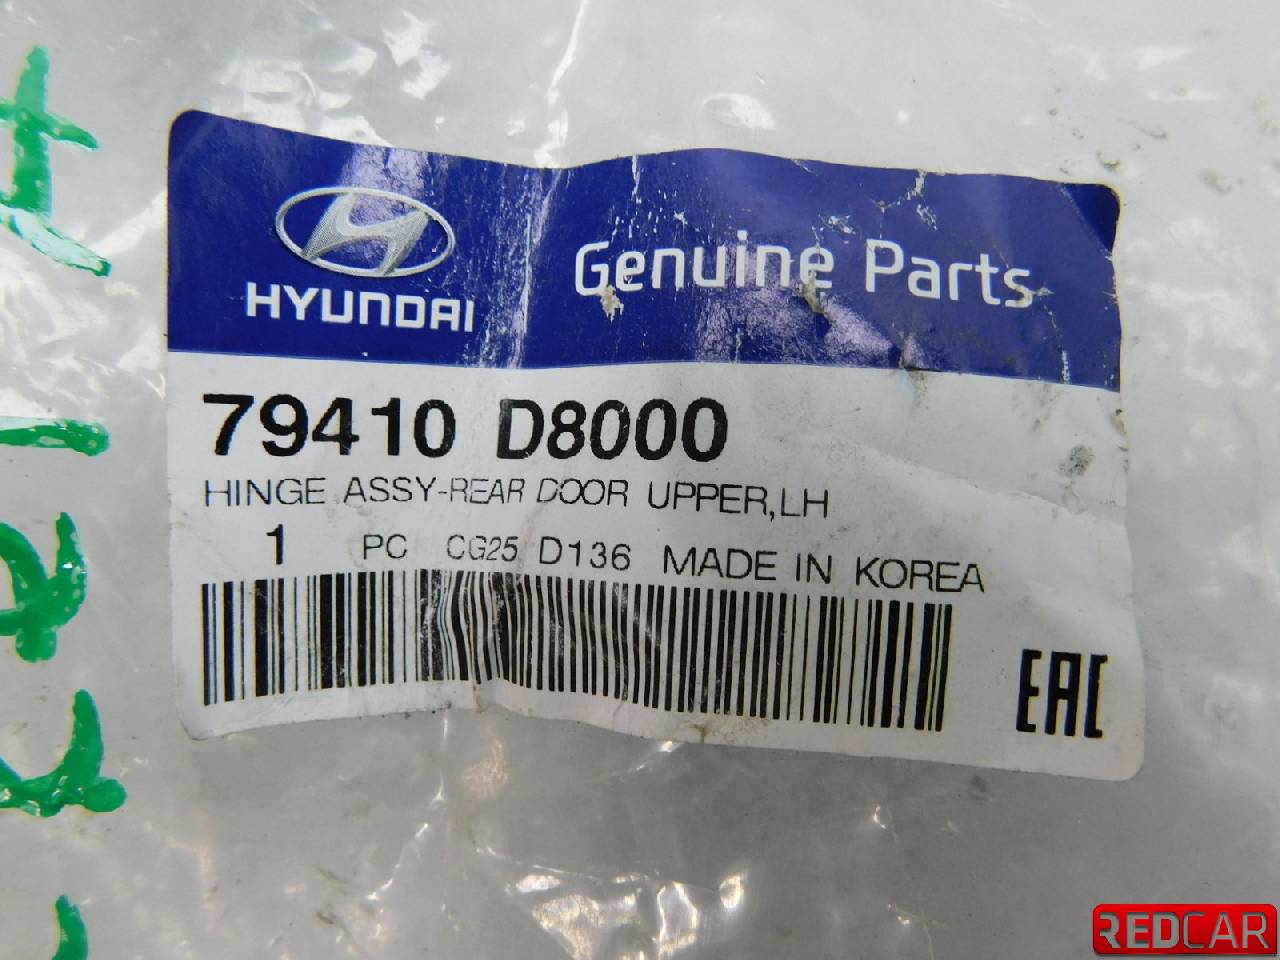 HYUNDAI
Genuine Parts
79410 D8000
HINGE ASSY-REAR DOOR UPPER,LH
1 PC CG25 D136 MADE IN KOREA
EAC
REDCAR